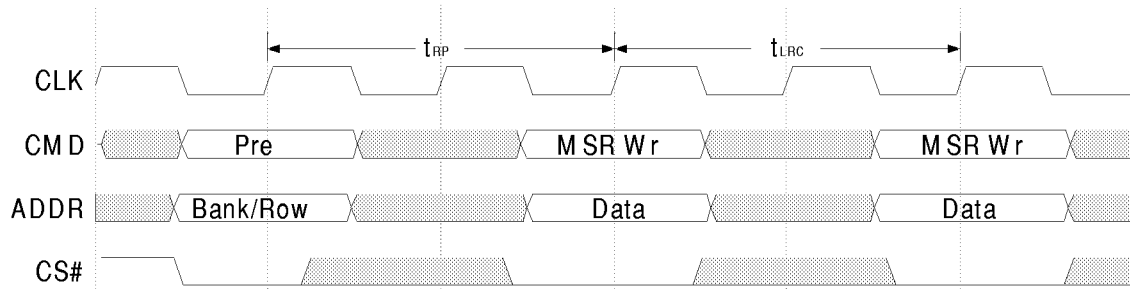 tRP tLRC
CLK
CMD Pre MSR Wr MSR Wr
ADDR Bank/Row Data Data
CS#